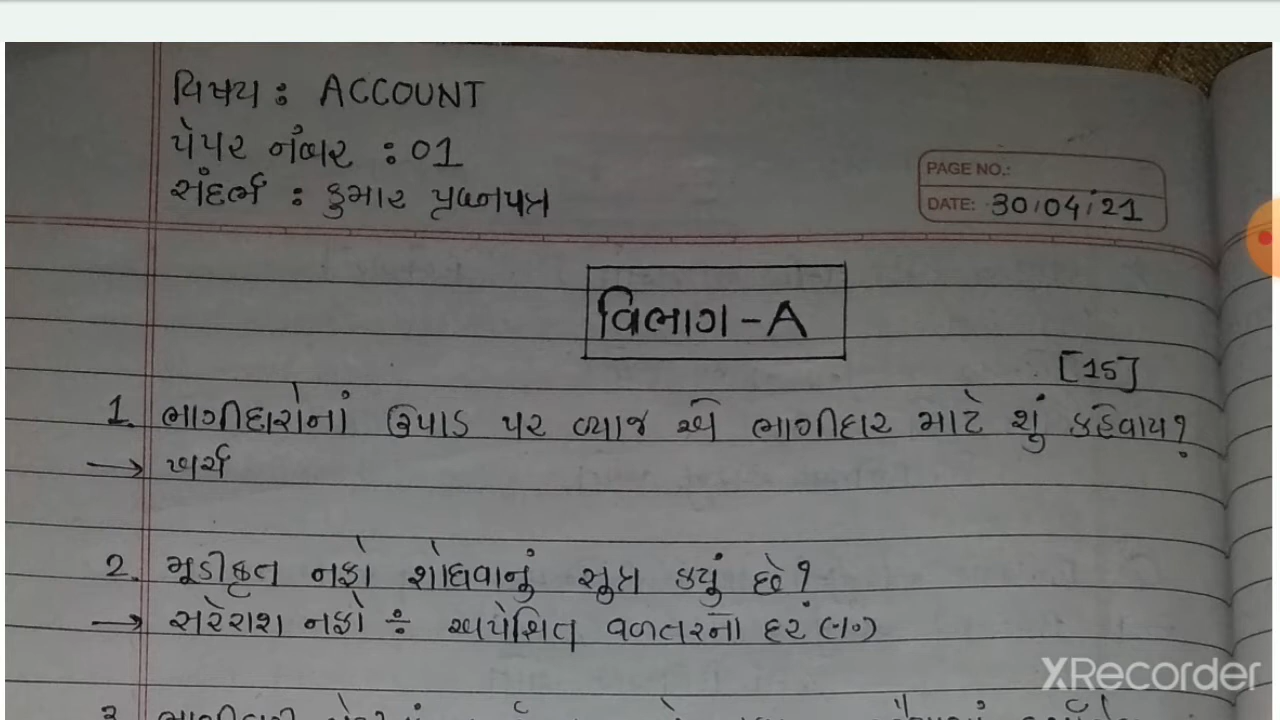 વિષય : ACCOUNT
પેપર નંબર : 01
સંદર્ભ : કુમાર પ્રશ્નપત્ર
PAGE NO.:
DATE: 30/04/21
વિભાગ - A
[15]
1. ભાગીદારોનાં ઉપાડ પર વ્યાજ એ ભાગીદાર માટે શું કહેવાય?
→ ખર્ચ
2. મૂડીકૃત નફો શોધવાનું સૂત્ર કયું છે?
→ સરેરાશ નફો ÷ અપેક્ષિત વળતરનો દર (%)
3.
XRecorder